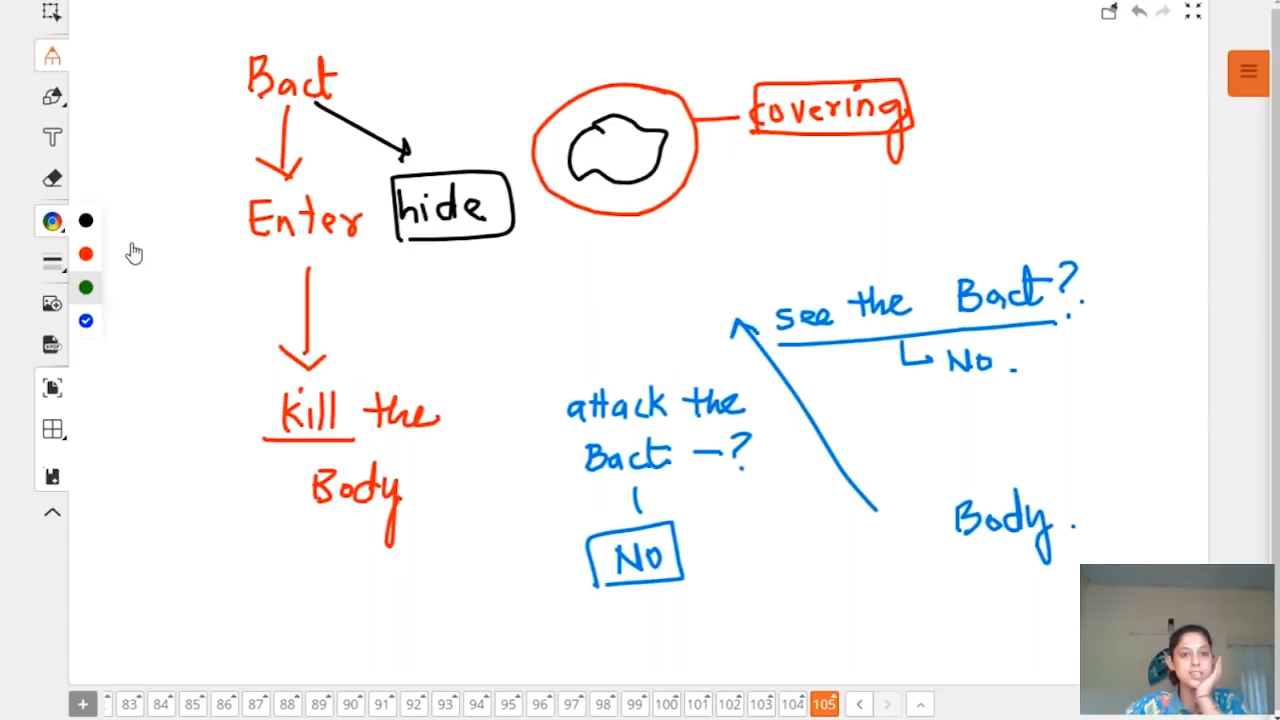 Bact
covering
Enter
hide
see the Bact?
No.
Kill the
Body
attack the
Bact - ?
No
Body.
83 84 85 86 87 88 89 90 91 92 93 94 95 96 97 98 99 100 101 102 103 104 105